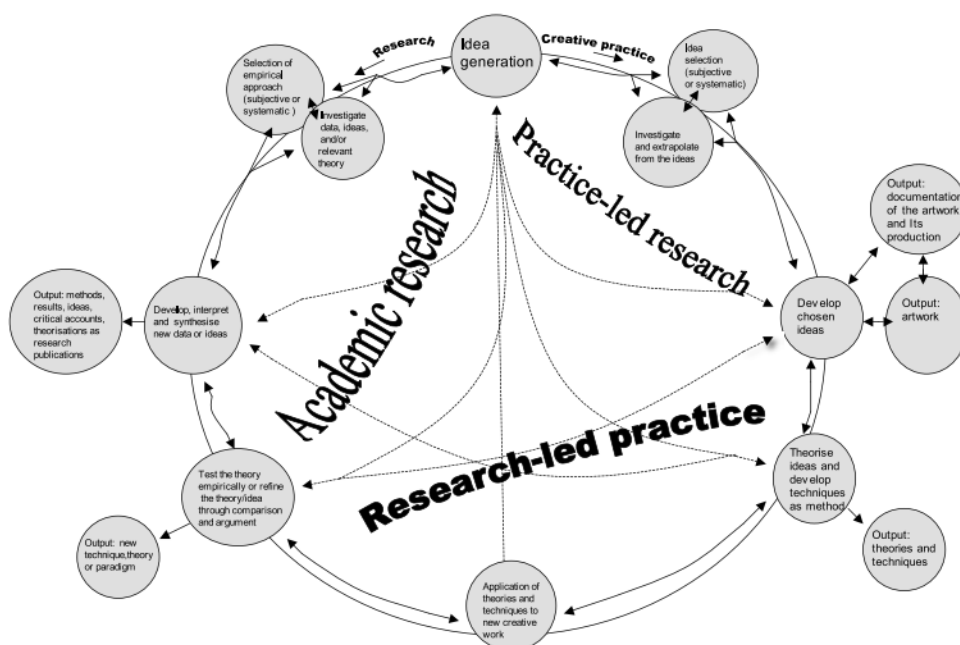 Idea
generation
Research
Creative practice
Selection of
empirical
approach
(subjective or
systematic )
Investigate
data, ideas,
and/or
relevant
theory
Idea
selection
(subjective
or systematic)
Investigate
and extrapolate
from the ideas
Academic research
Practice-led research
Output:
documentation
of the artwork
and Its
production
Output: methods,
results, ideas,
critical accounts,
theorisations as
research
publications
Develop, interpret
and synthesise
new data or ideas
Develop
chosen
ideas
Output:
artwork
Research-led practice
Test the theory
empirically or refine
the theory/idea
through comparison
and argument
Theorise
ideas and
develop
techniques
as method
Output: new
technique,theory
or paradigm
Output:
theories and
techniques
Application of
theories and
techniques to
new creative
work